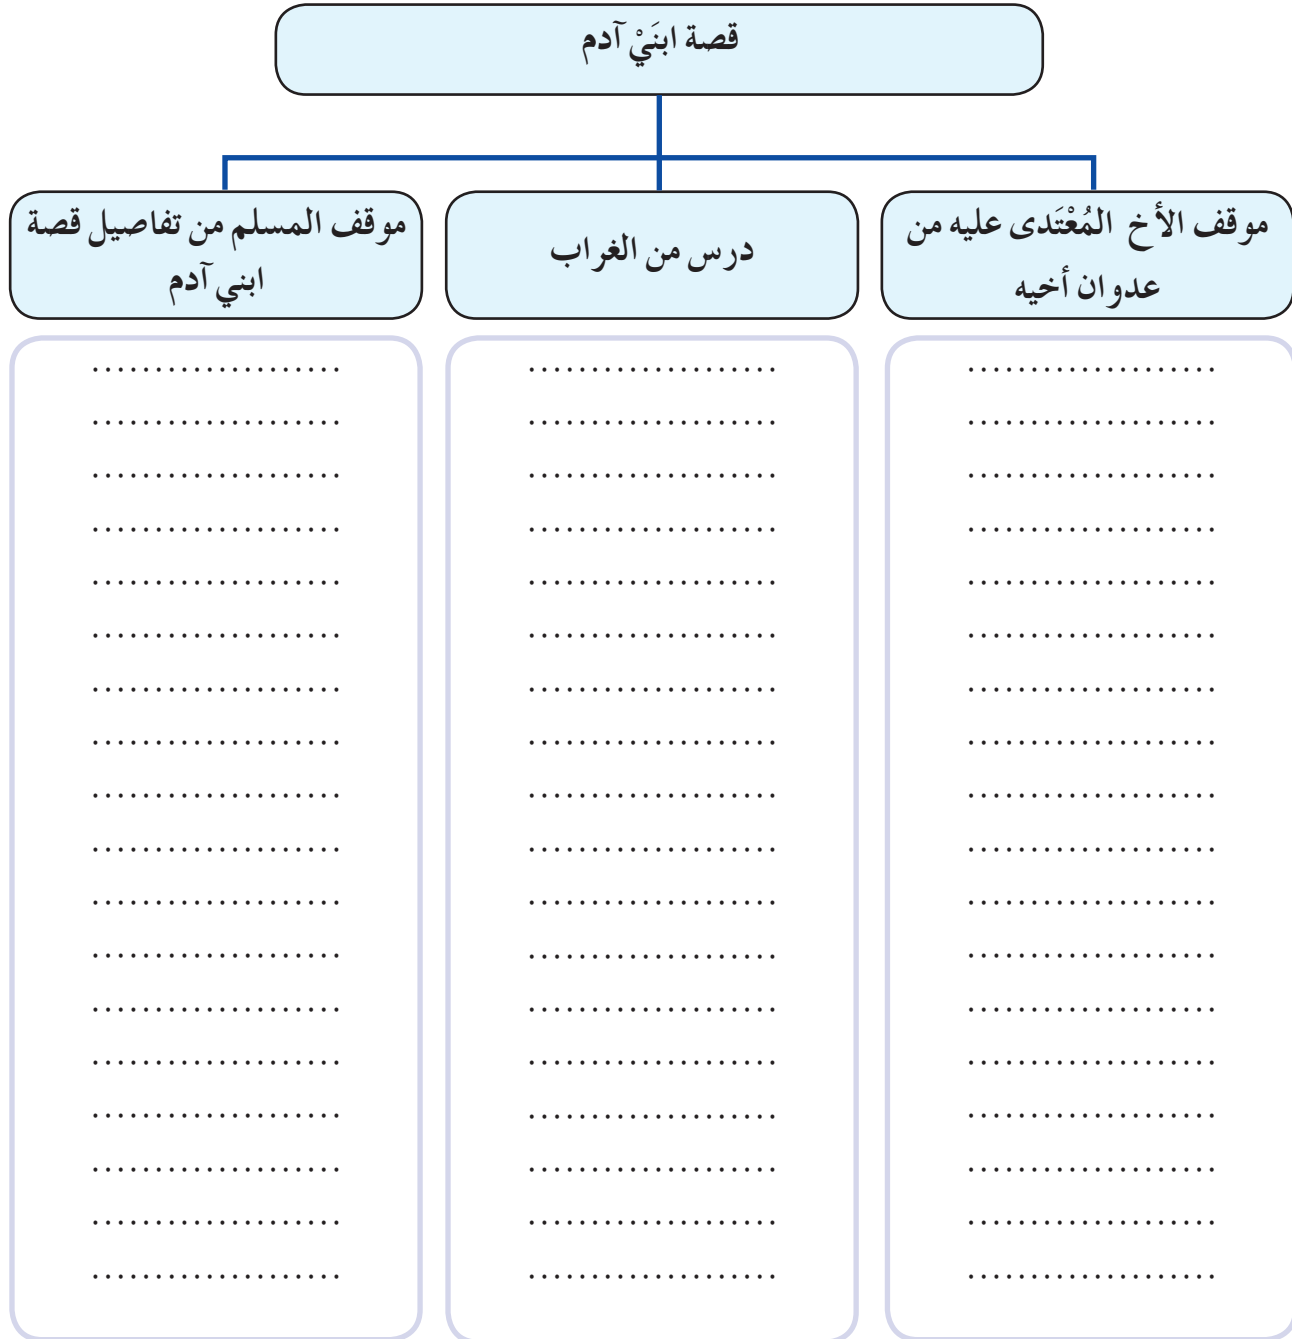 قصة ابنَيْ آدم
موقف الأخ المُعْتَدى عليه من
عدوان أخيه
درس من الغراب
موقف المسلم من تفاصيل قصة
ابني آدم